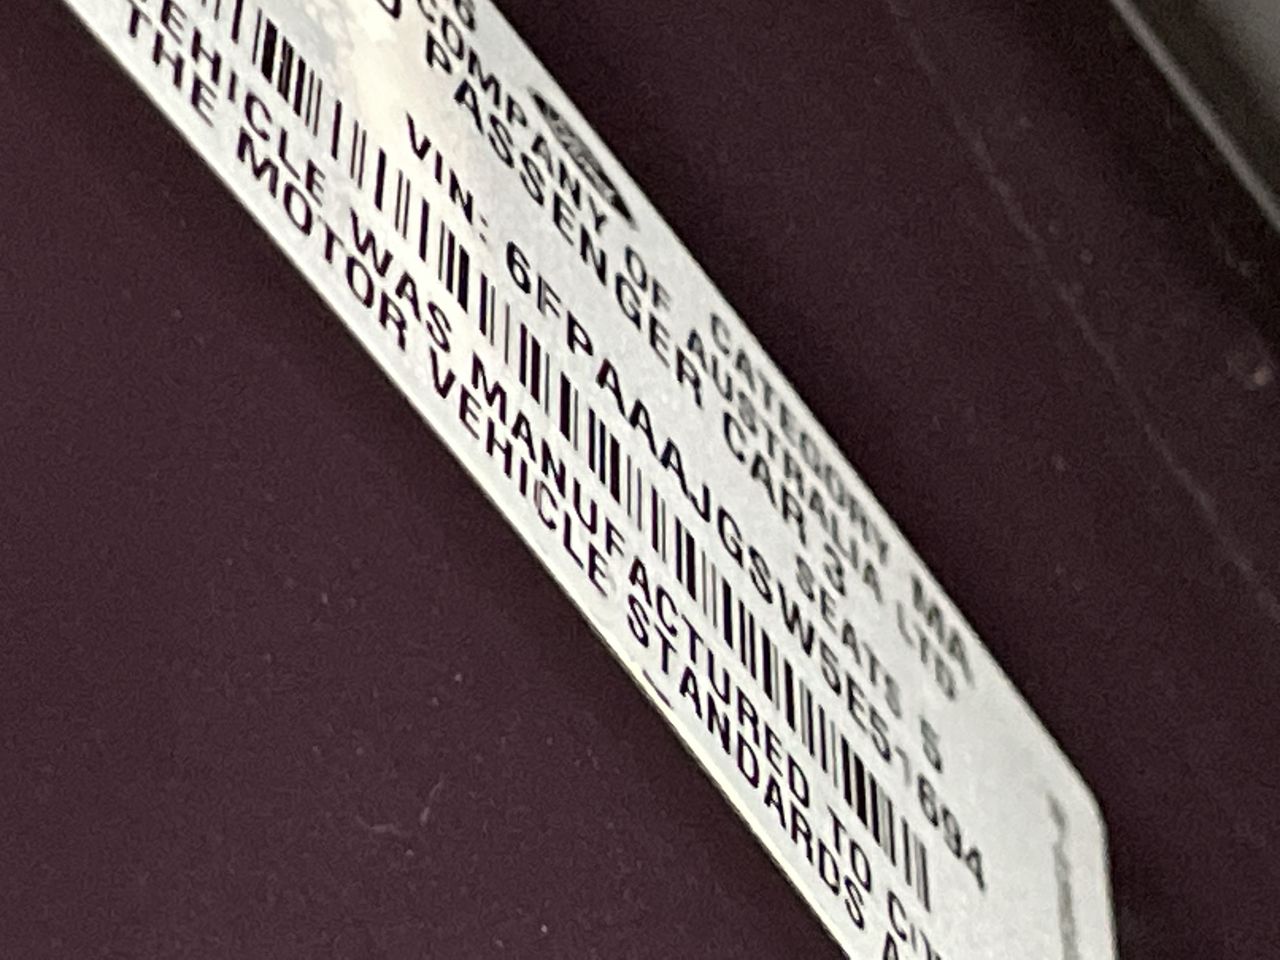 CATEGORY MA
COMPANY OF AUSTRALIA LTD
PASSENGER CAR 3 SEATS 5
VIN: 6FPAAAJGSW5E51694
VEHICLE WAS MANUFACTURED TO
THE MOTOR VEHICLE STANDARDS